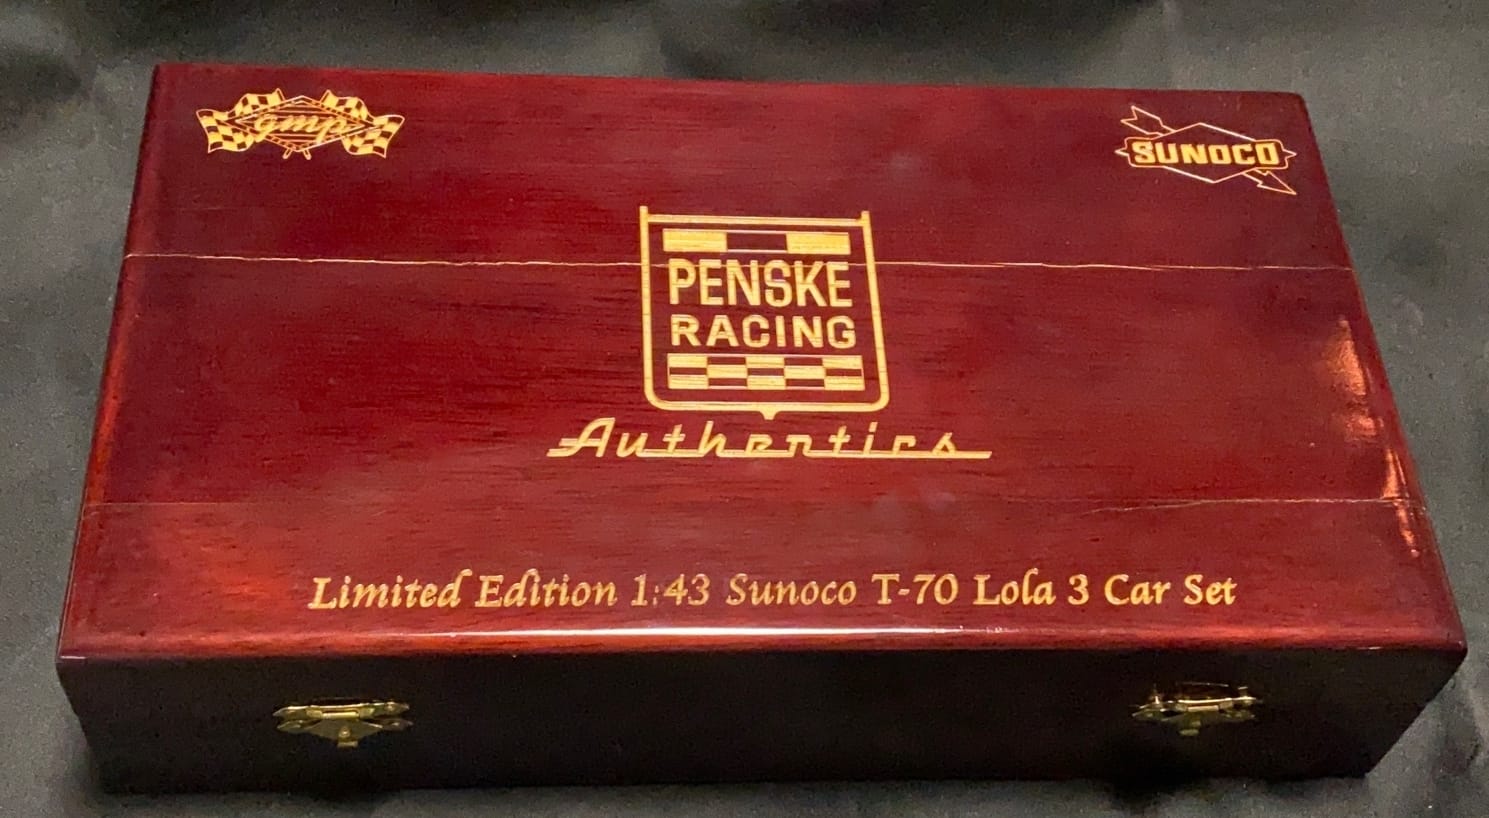 gmp
SUNOCO
PENSKE
RACING
Authentics
Limited Edition 1:43 Sunoco T-70 Lola 3 Car Set